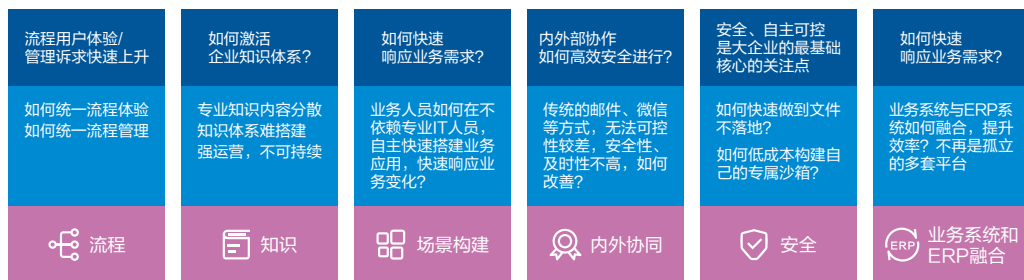 流程用户体验/
管理诉求快速上升
如何统一流程体验
如何统一流程管理
流程
如何激活
企业知识体系?
专业知识内容分散
知识体系难搭建
强运营，不可持续
知识
如何快速
响应业务需求?
业务人员如何在不
依赖专业IT人员，
自主快速搭建业务
应用，快速响应业
务变化?
场景构建
内外部协作
如何高效安全进行?
传统的邮件、微信
等方式，无法可控
性较差，安全性、
及时性不高，如何
改善?
内外协同
安全、自主可控
是大企业的最基础
核心的关注点
如何快速做到文件
不落地?
如何低成本构建自
己的专属沙箱?
安全
如何快速
响应业务需求?
业务系统与ERP系
统如何融合，提升
效率? 不再是孤立
的多套平台
ERP
业务系统和
ERP融合